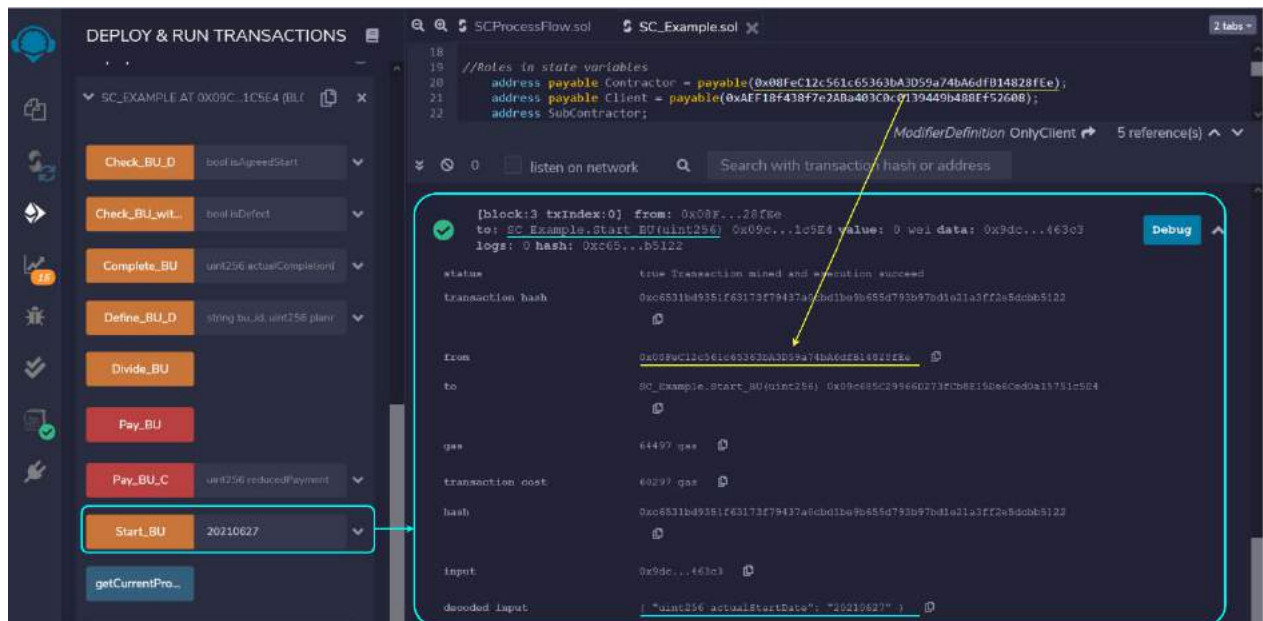 DEPLOY & RUN TRANSACTIONS
SC_EXAMPLE AT 0X09C...1C5E4 (BL(
Check_BU_D bool isAgreedStart
Check_BU_wit... bool isDefect
Complete_BU uint256 actualCompletion
15
Define_BU_D string bu_id, uint256 plann
Divide_BU
Pay_BU
Pay_BU_C uint256 reducedPayment
Start_BU 20210627
getCurrentPro...
SCProcessFlow.sol SC_Example.sol 2 tabs
18
19 //Roles in state variables
20 address payable Contractor = payable(0x08FeC12c561c65363bA3D59a74bA6dfB14828fEe);
21 address payable Client = payable(0xAEF18f438f7e2ABa403C0c0139449b488Ef52608);
22 address SubContractor;
ModifierDefinition OnlyClient 5 reference(s)
0 listen on network Search with transaction hash or address
[block:3 txIndex:0] from: 0x08F...28fEe
to: SC_Example.Start_BU(uint256) 0x09c...1c5E4 value: 0 wei data: 0x9dc...463c3
logs: 0 hash: 0xc65...b5122
Debug
status true Transaction mined and execution succeed
transaction hash
from 0x08FeC12c561c65363bA3D59a74bA6dfB14828fEe
to SC_Example.Start_BU(uint256)
gas 64497 gas
transaction cost 60297 gas
hash
input 0x9dc...463c3
decoded input { "uint256 actualStartDate": "20210627" }